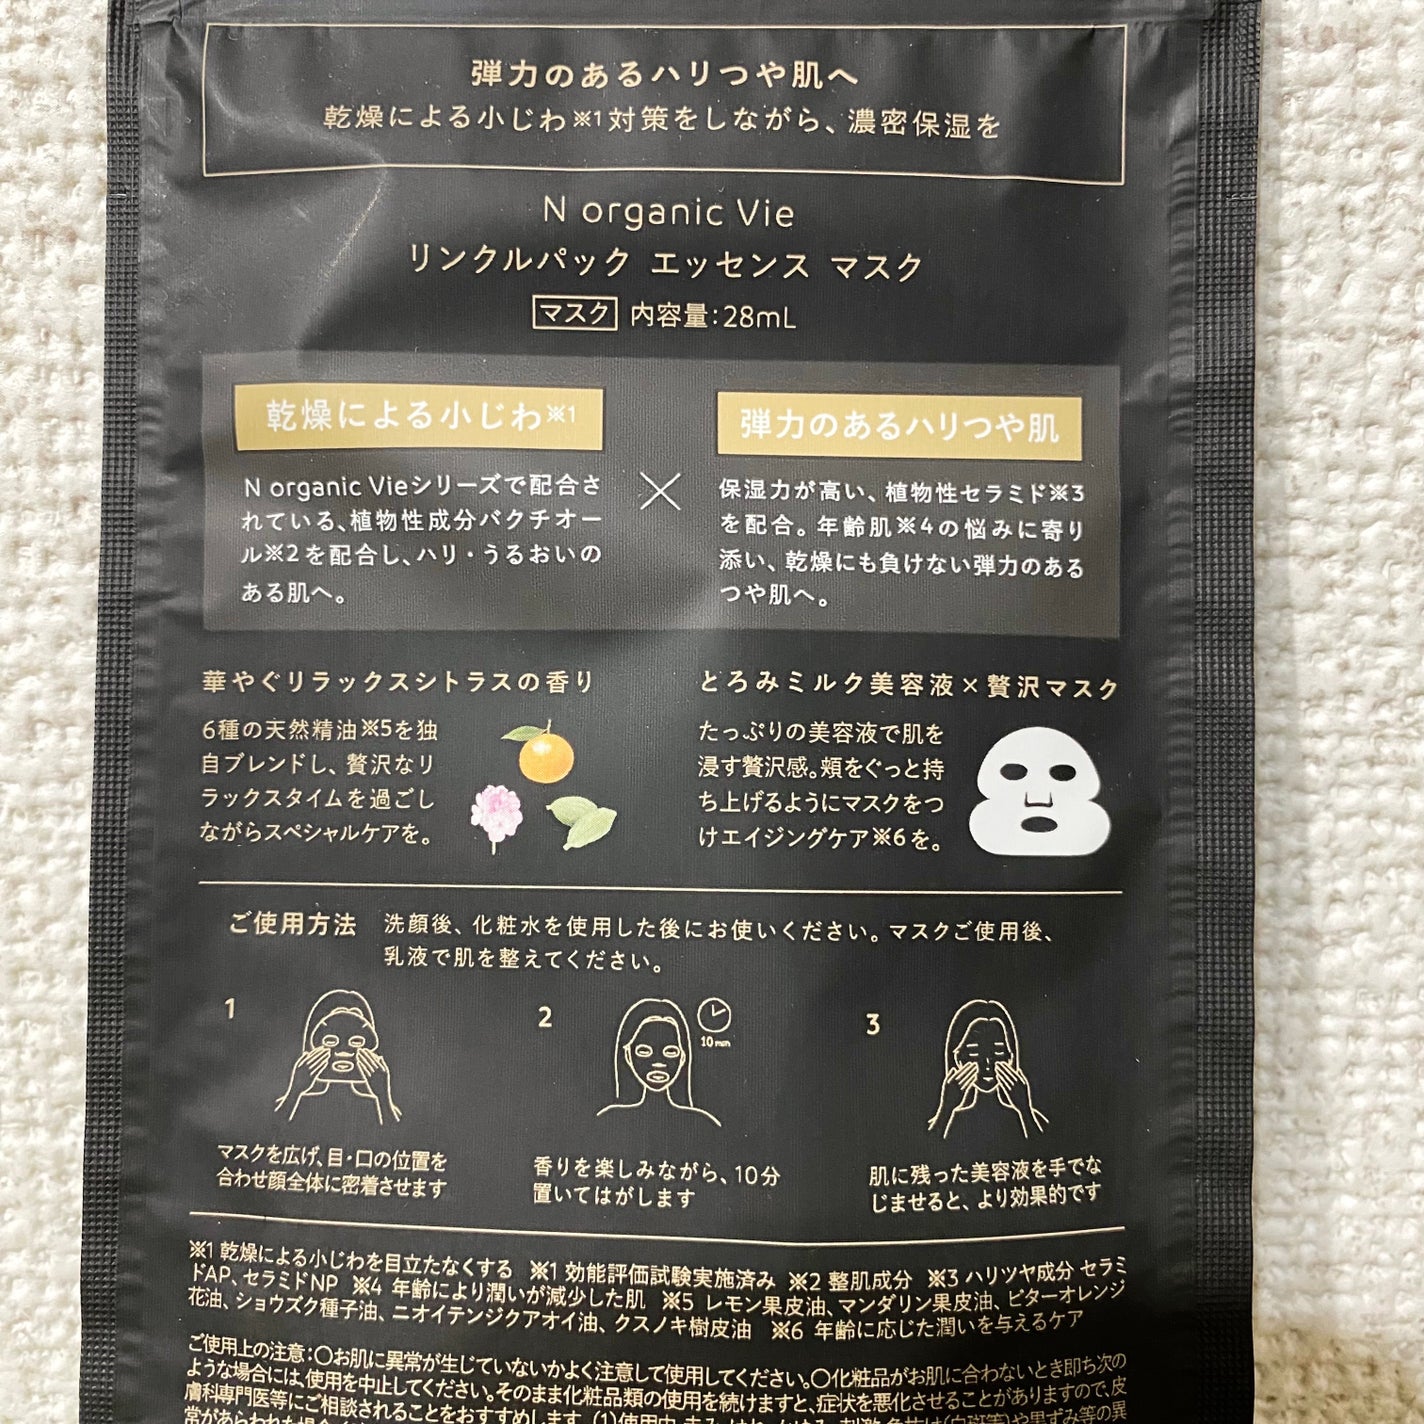 弾力のあるハリつや肌へ
乾燥による小じわ※1対策をしながら、濃密保湿を
N organic Vie
リンクルパック エッセンス マスク
マスク 内容量:28mL
乾燥による小じわ※1
N organic Vieシリーズで配合さ
れている、植物性成分バクチオー
ル※2を配合し、ハリ・うるおいの
ある肌へ。
×
弾力のあるハリつや肌
保湿力が高い、植物性セラミド※3
を配合。年齢肌※4の悩みに寄り
添い、乾燥にも負けない弾力のある
つや肌へ。
華やぐリラックスシトラスの香り
6種の天然精油※5を独
自ブレンドし、贅沢なリ
ラックスタイムを過ごし
ながらスペシャルケアを。
とろみミルク美容液×贅沢マスク
たっぷりの美容液で肌を
浸す贅沢感。頬をぐっと持
ち上げるようにマスクをつ
けエイジングケア※6を。
ご使用方法 洗顔後、化粧水を使用した後にお使いください。マスクご使用後、
乳液で肌を整えてください。
1
マスクを広げ、目・口の位置を
合わせ顔全体に密着させます
2
10min
香りを楽しみながら、10分
置いてはがします
3
肌に残った美容液を手でな
じませると、より効果的です
※1 乾燥による小じわを目立たなくする ※1 効能評価試験実施済み ※2 整肌成分 ※3 ハリツヤ成分 セラミ
ドAP、セラミドNP ※4 年齢により潤いが減少した肌 ※5 レモン果皮油、マンダリン果皮油、ビターオレンジ
花油、ショウズク種子油、ニオイテンジクアオイ油、クスノキ樹皮油 ※6 年齢に応じた潤いを与えるケア
ご使用上の注意:○お肌に異常が生じていないかよく注意して使用してください。○化粧品がお肌に合わないとき即ち次の
ような場合には、使用を中止してください。そのまま化粧品類の使用を続けますと、症状を悪化させることがありますので、皮
膚科専門医等にご相談されることをおすすめします。(1)使用中、赤み、はれ、かゆみ、刺激、色抜け(白斑等)や黒ずみ等の異